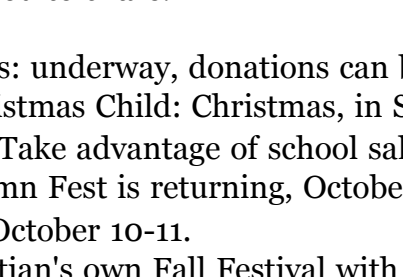 s: underway, donations can
istmas Child: Christmas, in S
Take advantage of school sal
mn Fest is returning, Octobe
October 10-11.
tian's own Fall Festival with